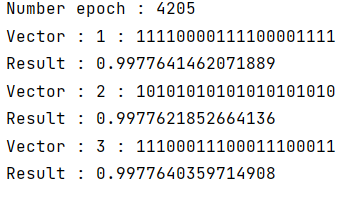 Number epoch : 4205
Vector : 1 : 11110000111100001111
Result : 0.9977641462071889
Vector : 2 : 10101010101010101010
Result : 0.9977621852664136
Vector : 3 : 11100011100011100011
Result : 0.9977640359714908